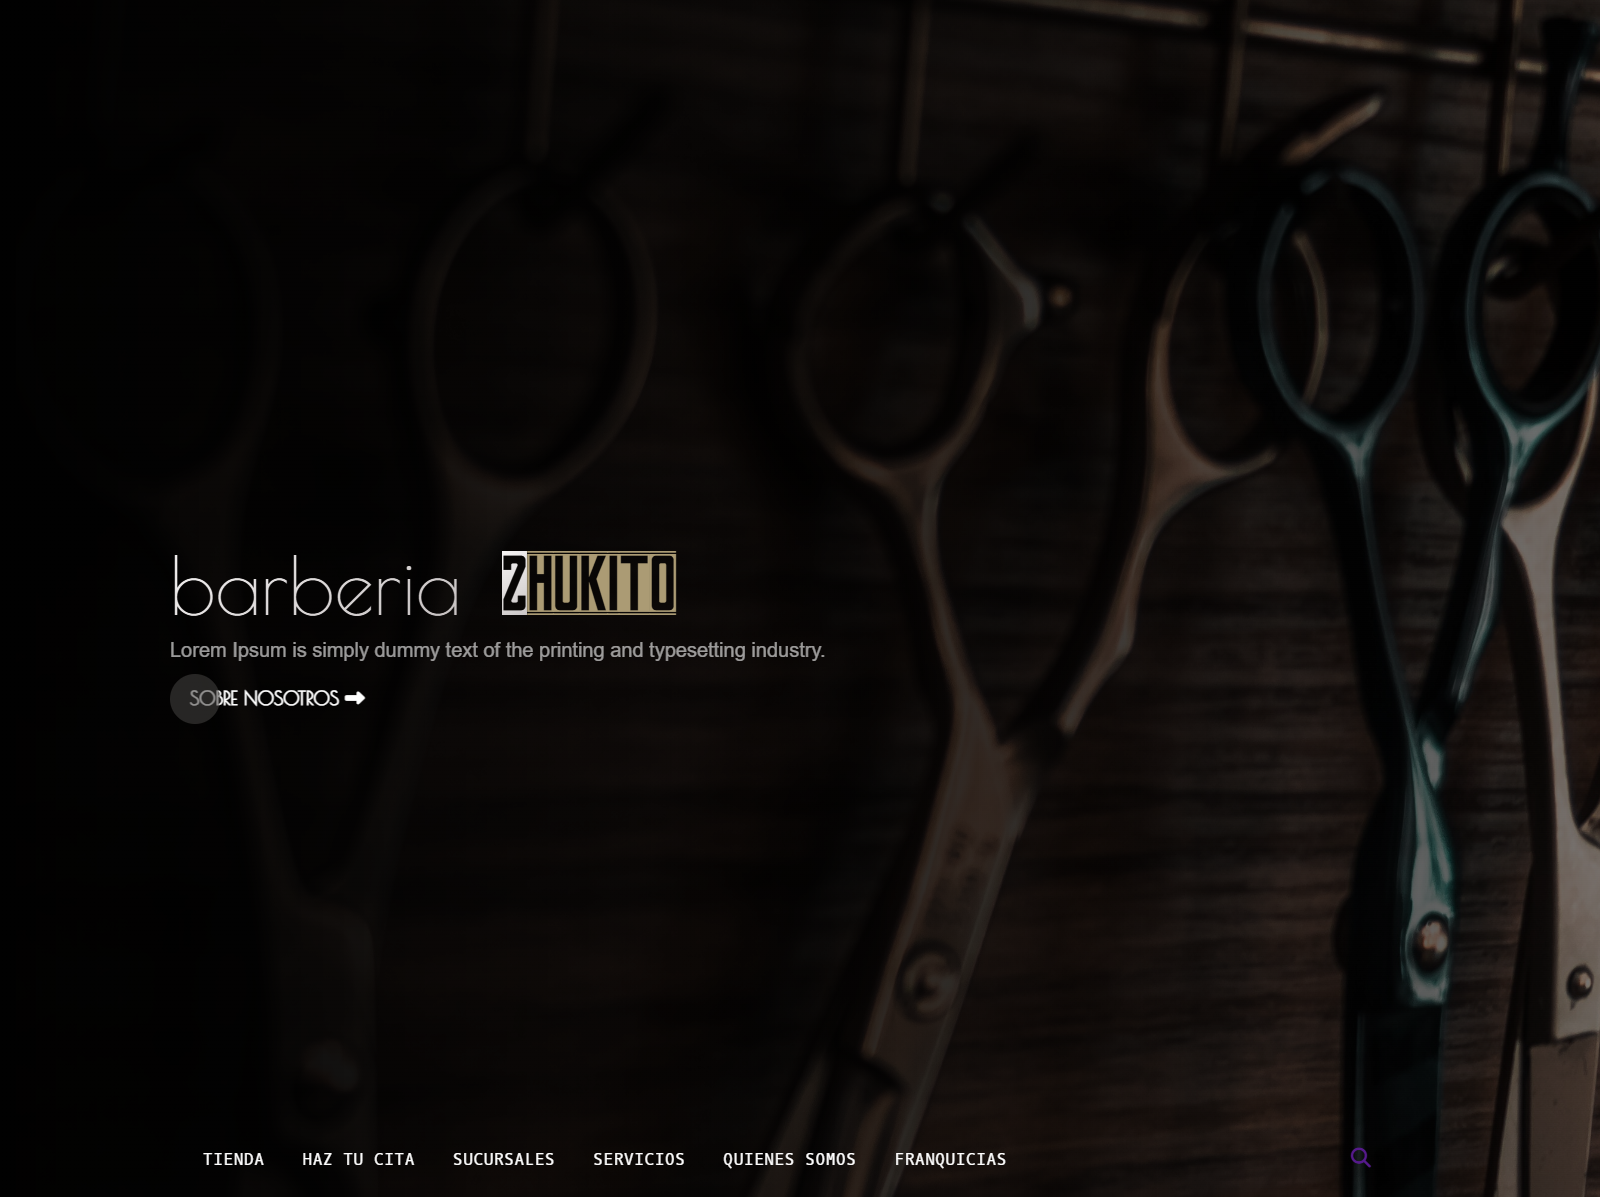 barberia ZHUKITO
Lorem Ipsum is simply dummy text of the printing and typesetting industry.
SOBRE NOSOTROS
TIENDA HAZ TU CITA SUCURSALES SERVICIOS QUIENES SOMOS FRANQUICIAS